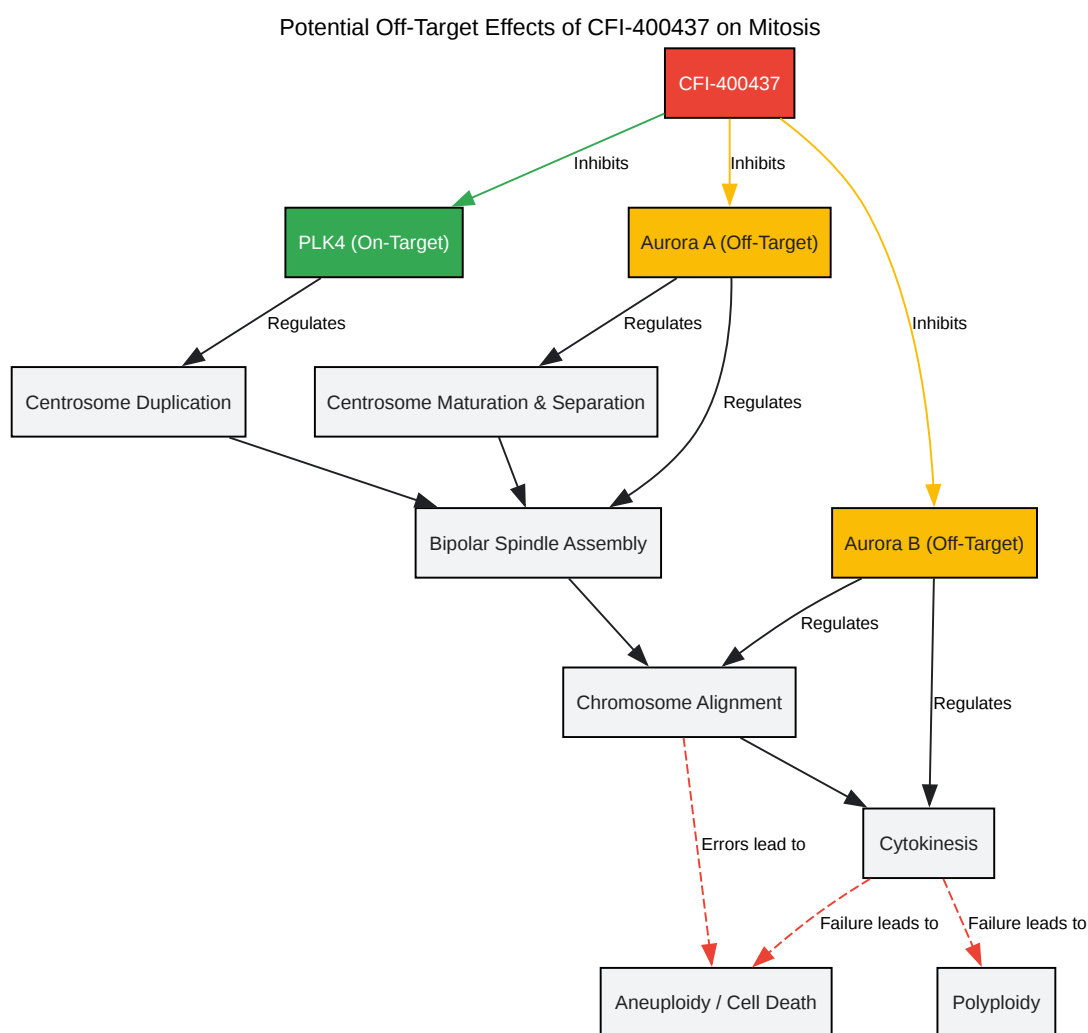 Potential Off-Target Effects of CFI-400437 on Mitosis
CFI-400437
Inhibits
Inhibits
PLK4 (On-Target)
Aurora A (Off-Target)
Regulates
Regulates
Inhibits
Centrosome Duplication
Centrosome Maturation & Separation
Regulates
Bipolar Spindle Assembly
Aurora B (Off-Target)
Regulates
Chromosome Alignment
Regulates
Errors lead to
Cytokinesis
Failure leads to
Failure leads to
Aneuploidy / Cell Death
Polyploidy